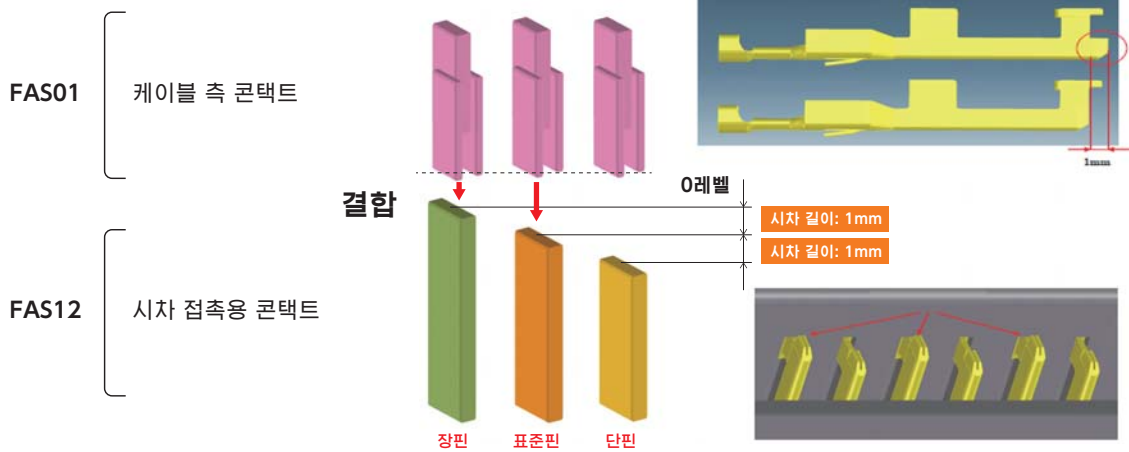 FAS01
케이블 측 콘택트
1mm
결합
0레벨
시차 길이: 1mm
시차 길이: 1mm
FAS12
시차 접촉용 콘택트
장핀
표준핀
단핀